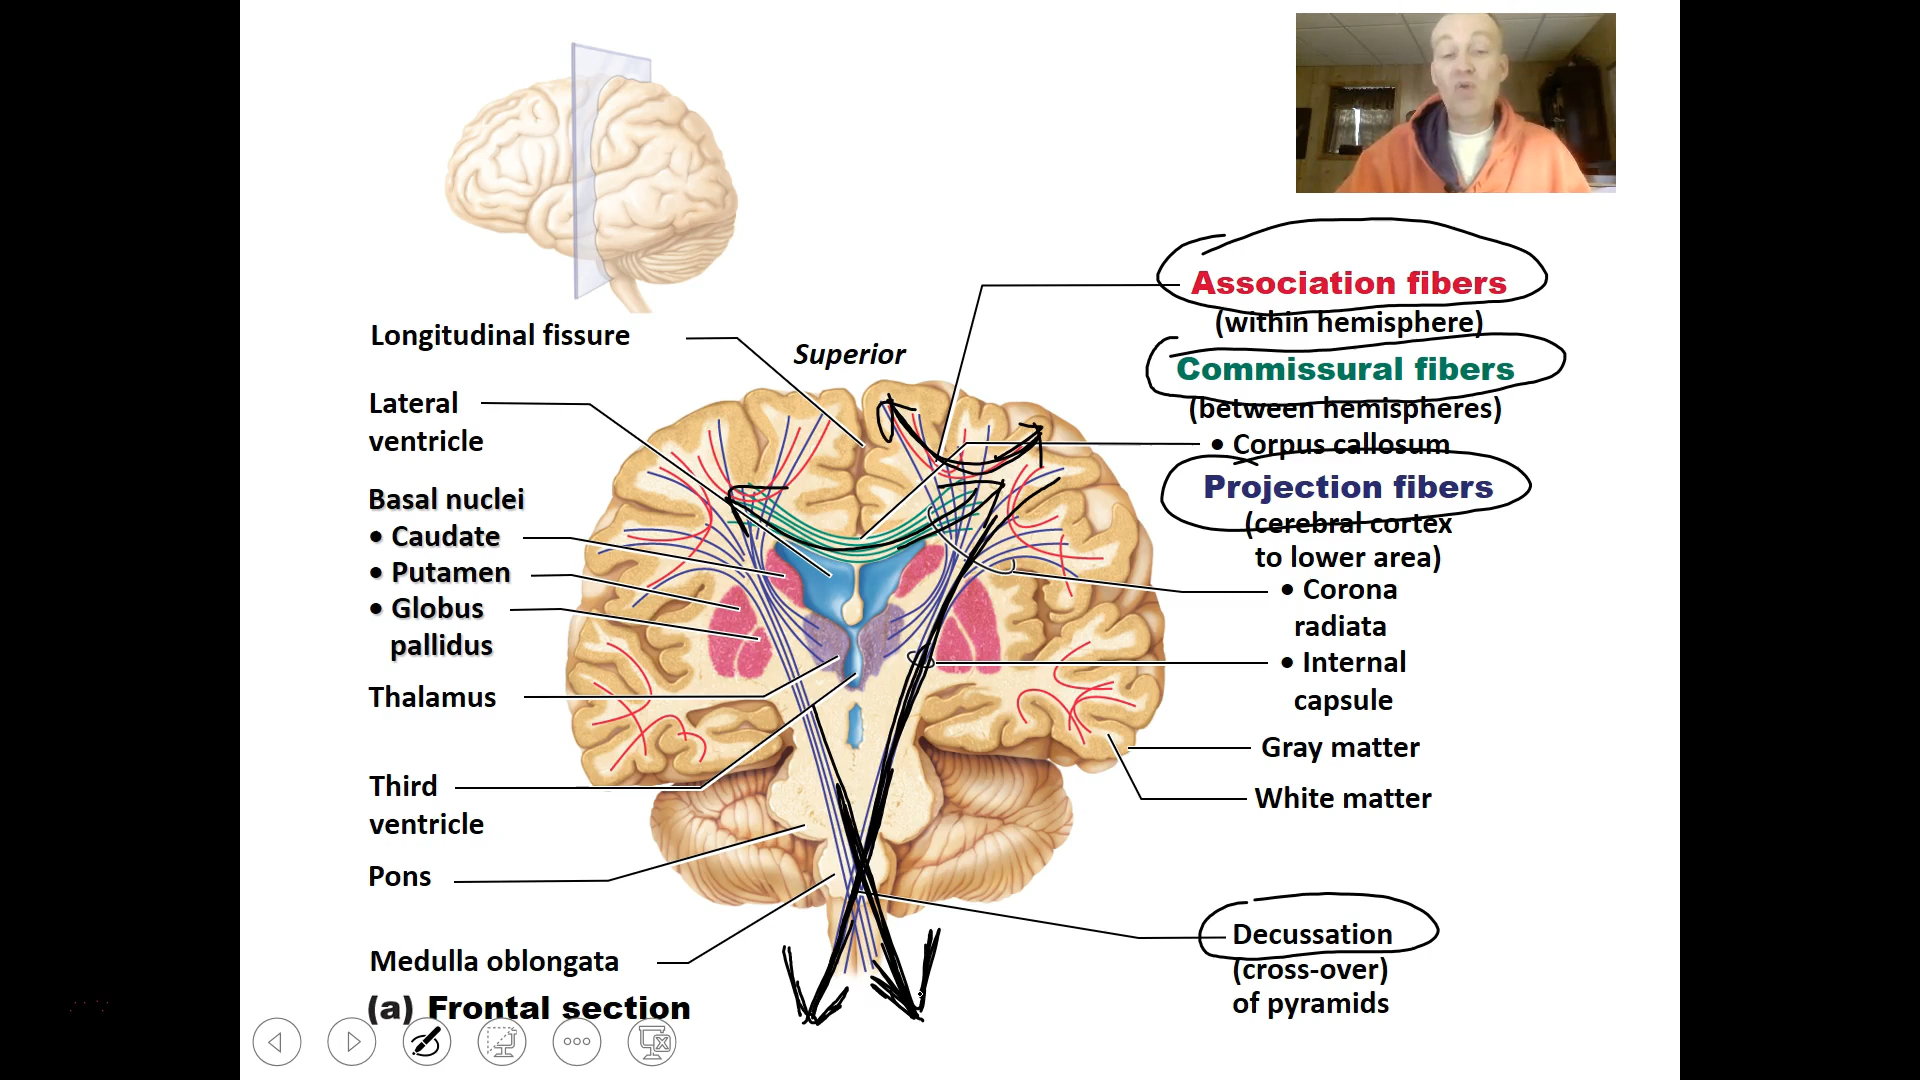 Longitudinal fissure
Superior
Lateral
ventricle
Basal nuclei
• Caudate
• Putamen
• Globus
pallidus
Thalamus
Third
ventricle
Pons
Medulla oblongata
(a) Frontal section
Association fibers
(within hemisphere)
Commissural fibers
(between hemispheres)
• Corpus callosum
Projection fibers
(cerebral cortex
to lower area)
• Corona
radiata
• Internal
capsule
Gray matter
White matter
Decussation
(cross-over)
of pyramids